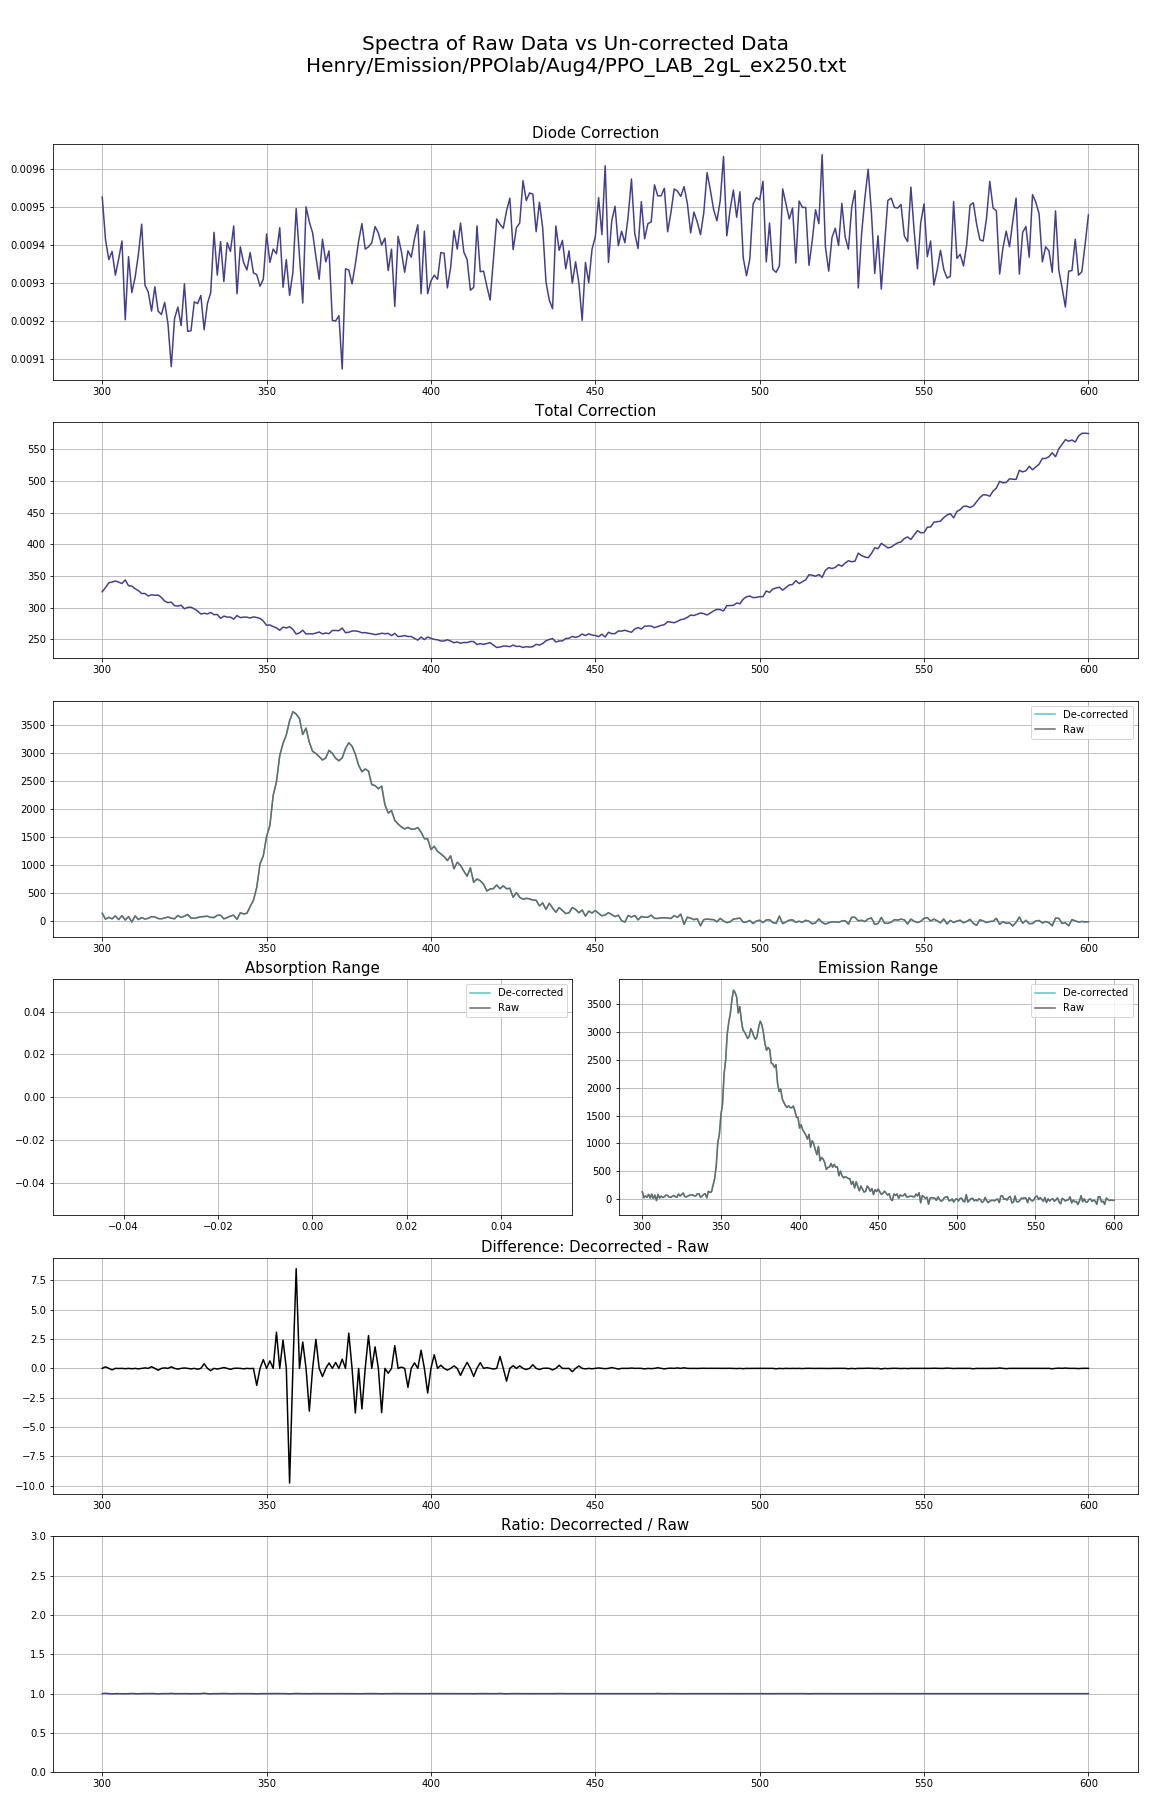 Spectra of Raw Data vs Un-corrected Data
Henry/Emission/PPOlab/Aug4/PPO_LAB_2gL_ex250.txt
Diode Correction
0.0096
0.0095
0.0094
0.0093
0.0092
0.0091
300 350 400 450 500 550 600
Total Correction
550
500
450
400
350
300
250
300 350 400 450 500 550 600
De-corrected
Raw
3500
3000
2500
2000
1500
1000
500
0
300 350 400 450 500 550 600
Absorption Range
De-corrected
Raw
0.04
0.02
0.00
−0.02
−0.04
−0.04 −0.02 0.00 0.02 0.04
Emission Range
De-corrected
Raw
3500
3000
2500
2000
1500
1000
500
0
300 350 400 450 500 550 600
Difference: Decorrected - Raw
7.5
5.0
2.5
0.0
−2.5
−5.0
−7.5
−10.0
300 350 400 450 500 550 600
Ratio: Decorrected / Raw
3.0
2.5
2.0
1.5
1.0
0.5
0.0
300 350 400 450 500 550 600